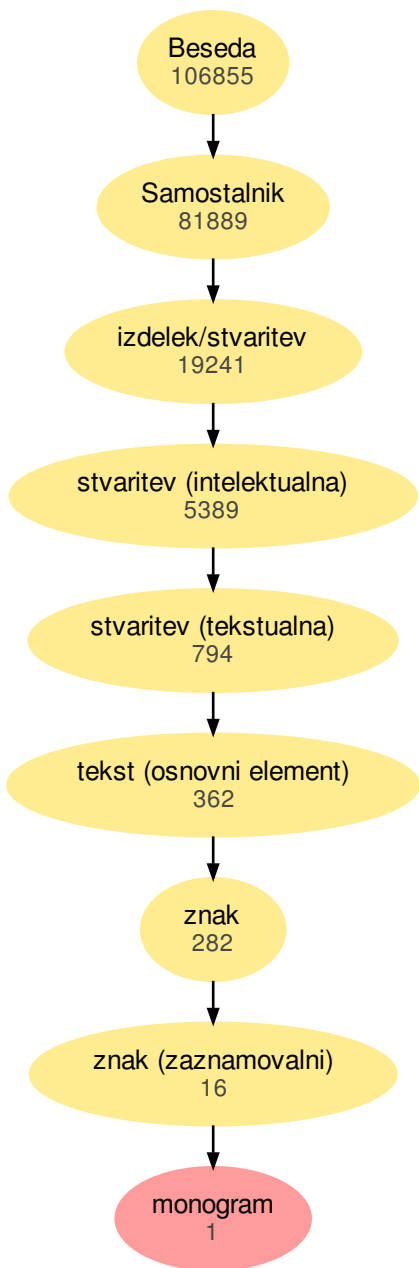 Beseda
106855
Samostalnik
81889
izdelek/stvaritev
19241
stvaritev (intelektualna)
5389
stvaritev (tekstualna)
794
tekst (osnovni element)
362
znak
282
znak (zaznamovalni)
16
monogram
1